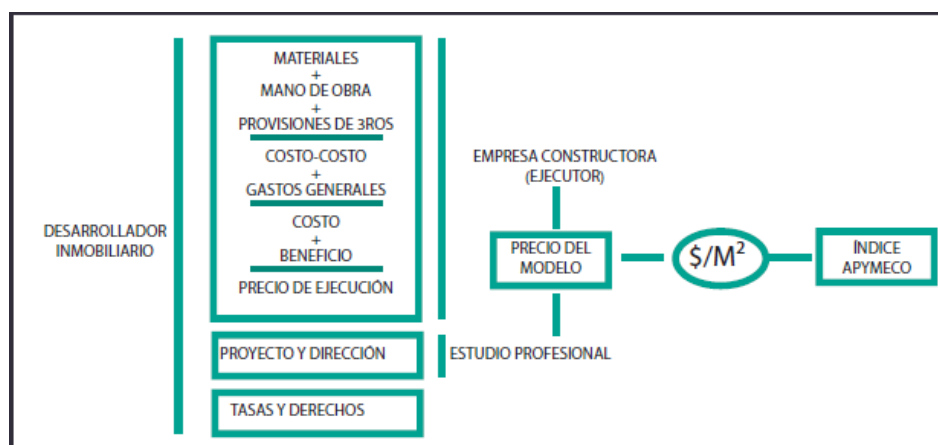 DESARROLLADOR
INMOBILIARIO
MATERIALES
+
MANO DE OBRA
+
PROVISIONES DE 3ROS
COSTO-COSTO
+
GASTOS GENERALES
COSTO
+
BENEFICIO
PRECIO DE EJECUCIÓN
PROYECTO Y DIRECCIÓN
TASAS Y DERECHOS
EMPRESA CONSTRUCTORA
(EJECUTOR)
PRECIO DEL
MODELO
ESTUDIO PROFESIONAL
$/M²
ÍNDICE
APYMECO